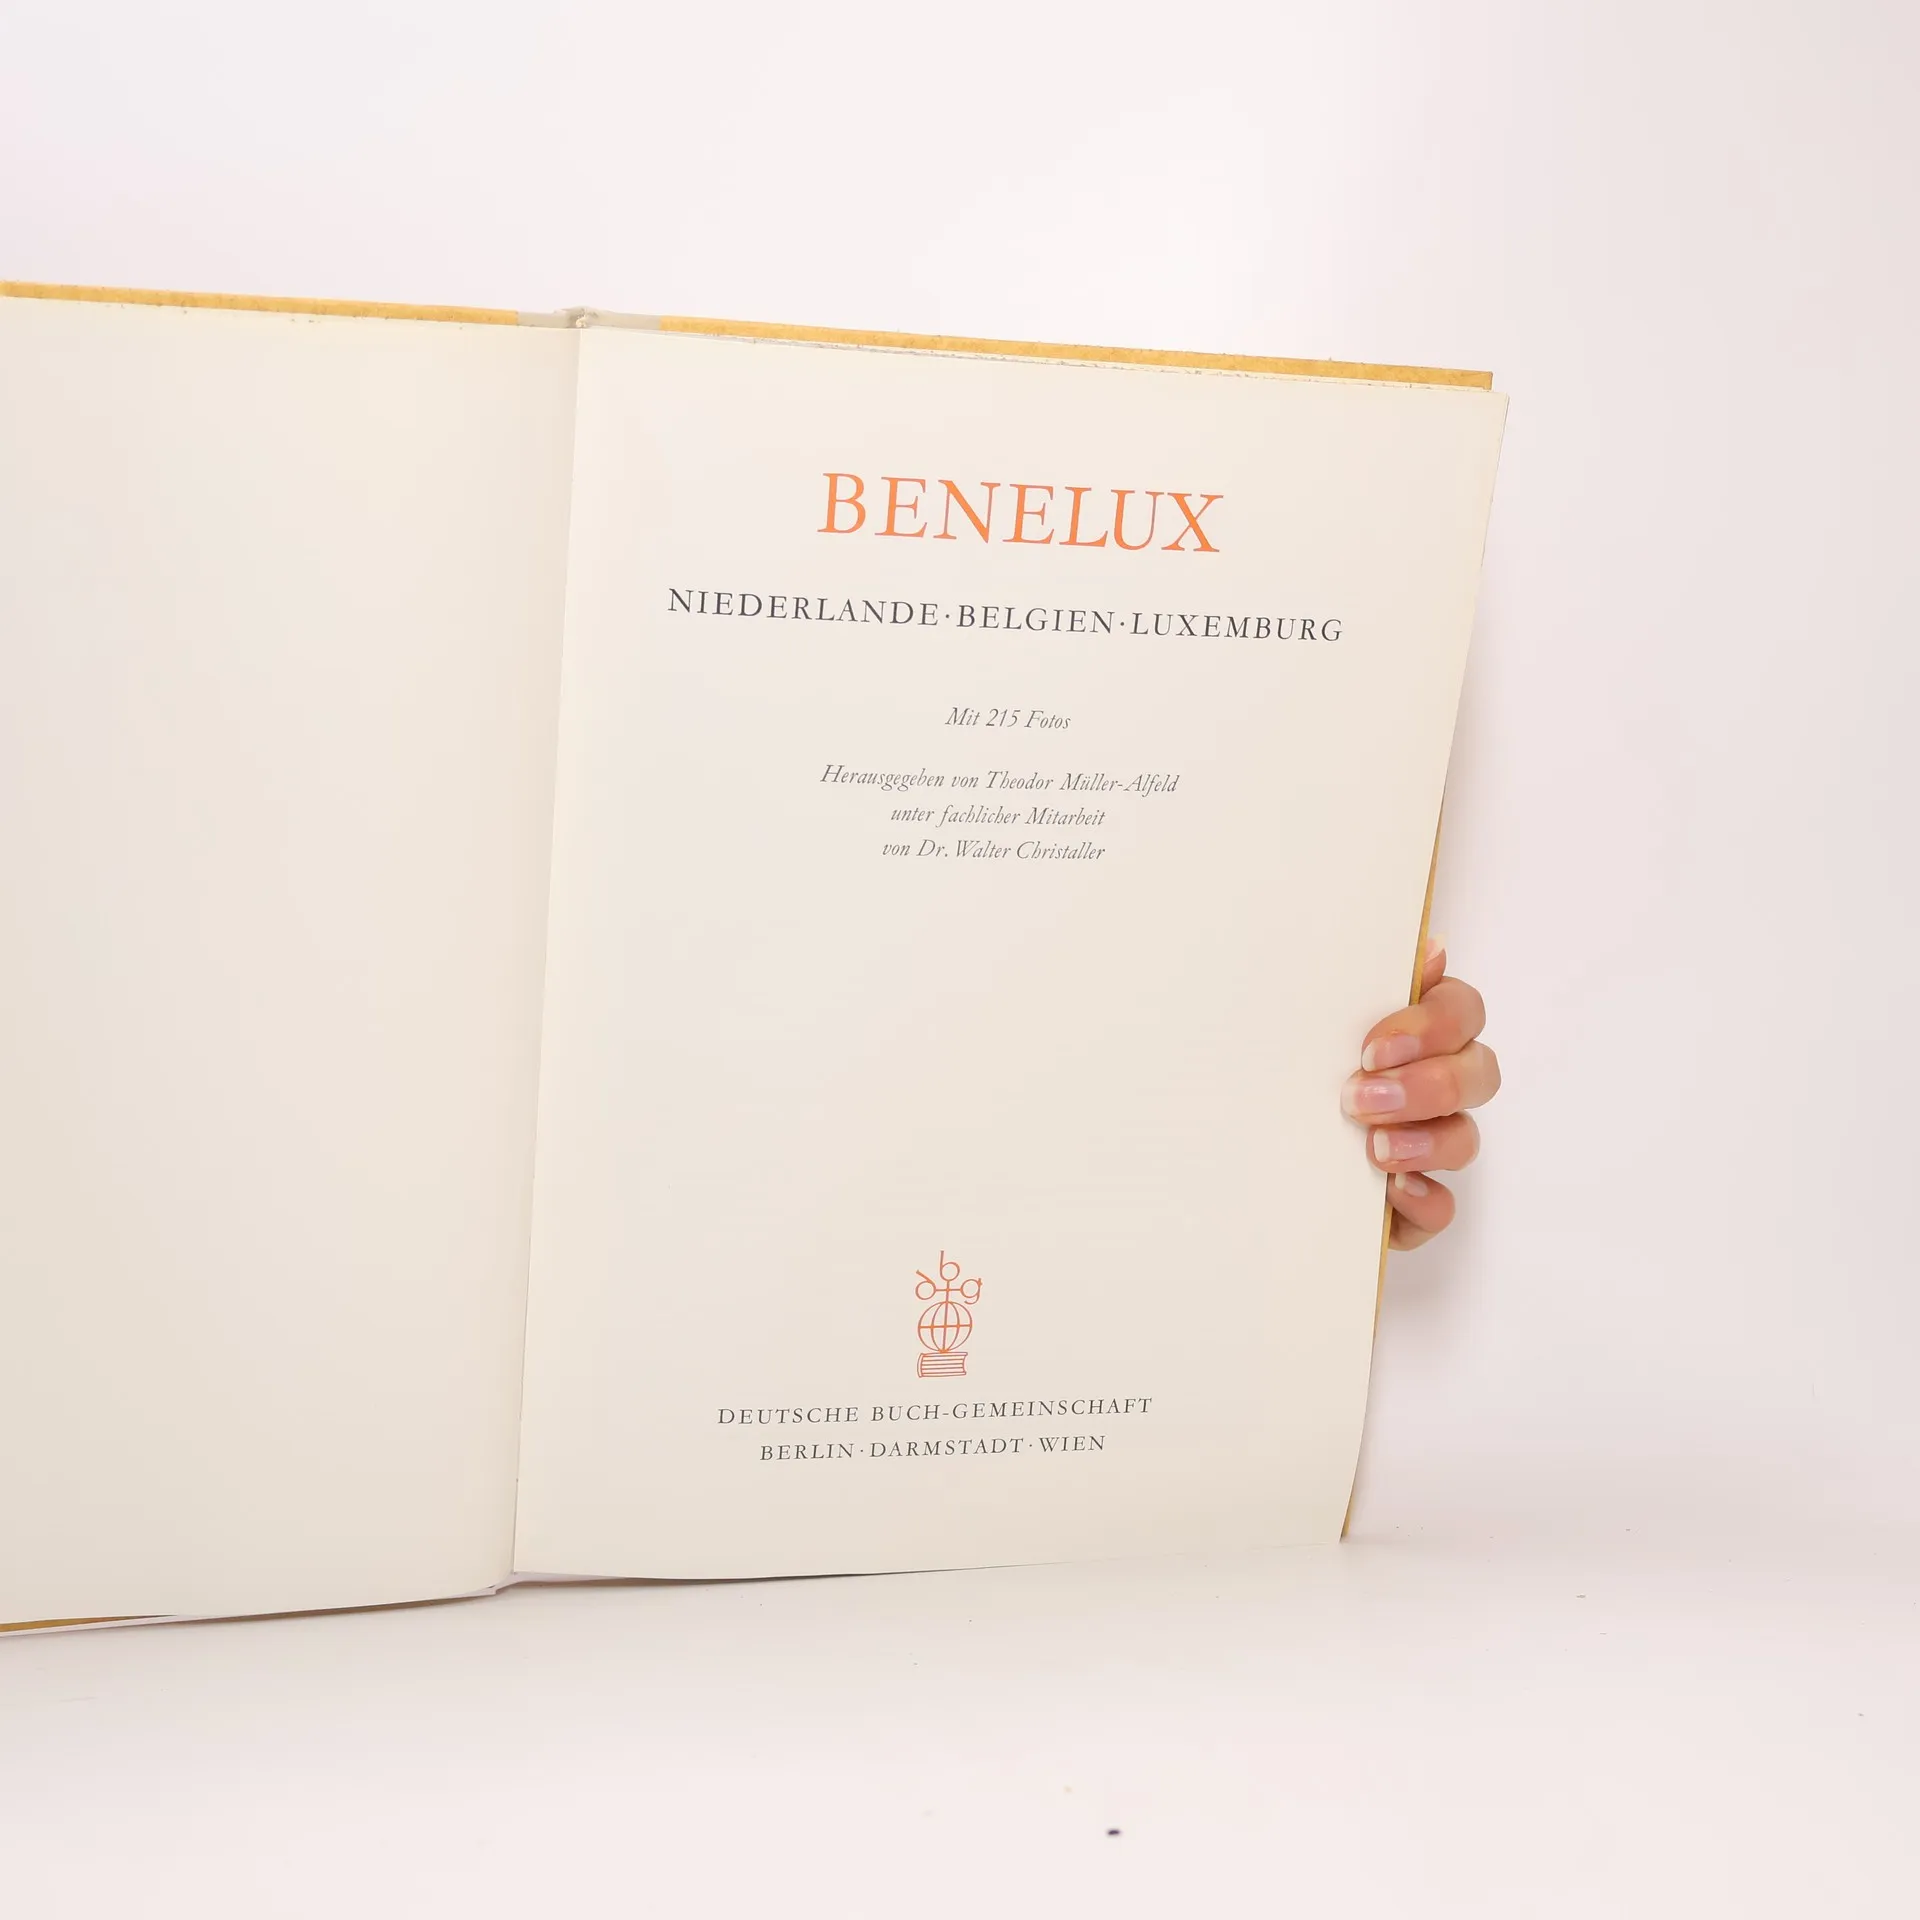 BENELUX
NIEDERLANDE·BELGIEN·LUXEMBURG
Mit 215 Fotos
Herausgegeben von Theodor Müller-Alfeld
unter fachlicher Mitarbeit
von Dr. Walter Christaller
dbg
DEUTSCHE BUCH-GEMEINSCHAFT
BERLIN·DARMSTADT·WIEN